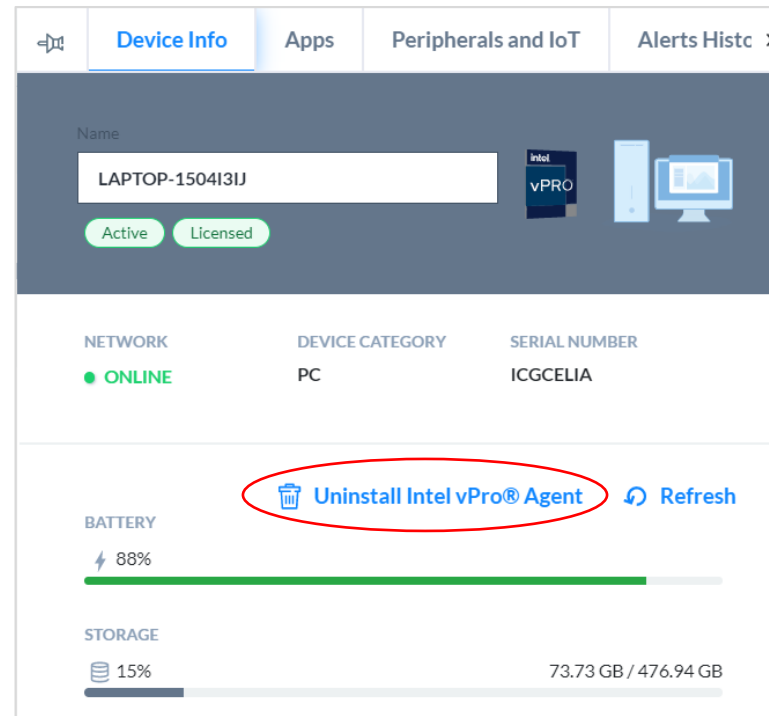 Device Info
Apps
Peripherals and IoT
Alerts Histc
Name
LAPTOP-1504I3IJ
intel
vPRO
Active
Licensed
NETWORK
DEVICE CATEGORY
SERIAL NUMBER
ONLINE
PC
ICGCELIA
Uninstall Intel vPro® Agent
Refresh
BATTERY
88%
STORAGE
15%
73.73 GB / 476.94 GB